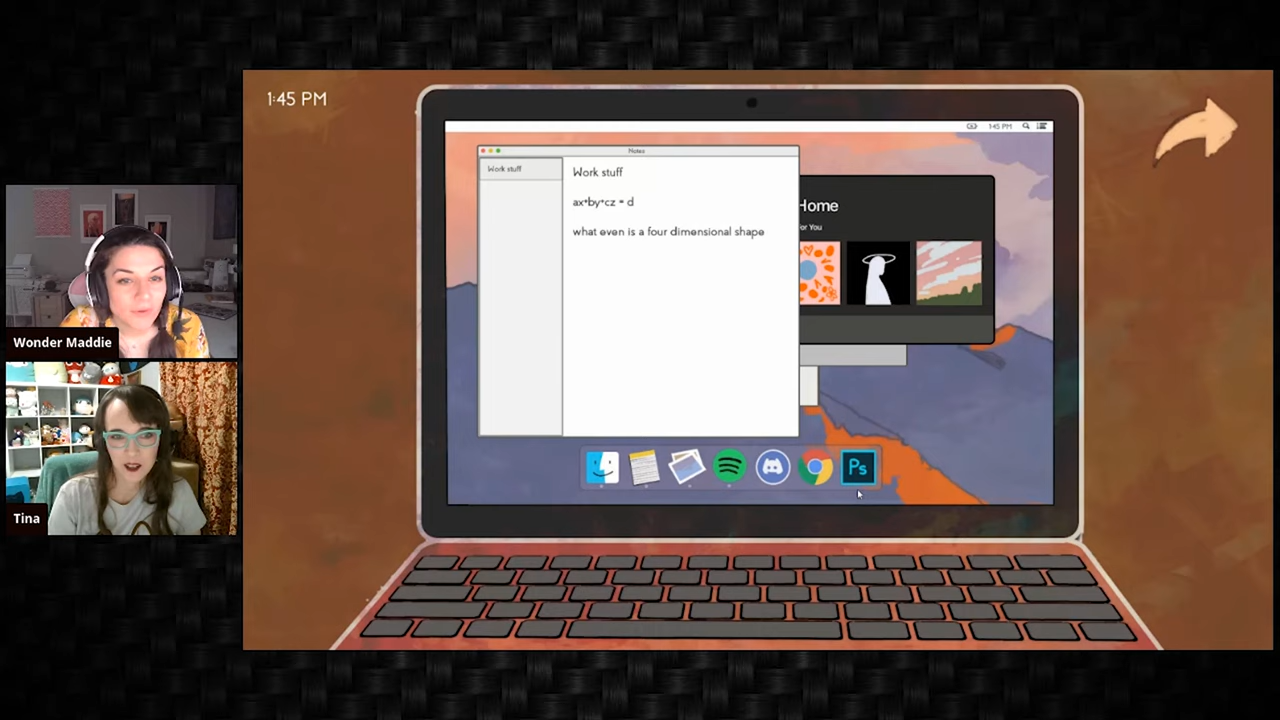 1:45 PM
1:45 PM
Notes
Work stuff
Work stuff
ax+by+cz = d
what even is a four dimensional shape
Home
or You
Ps
Wonder Maddie
Tina